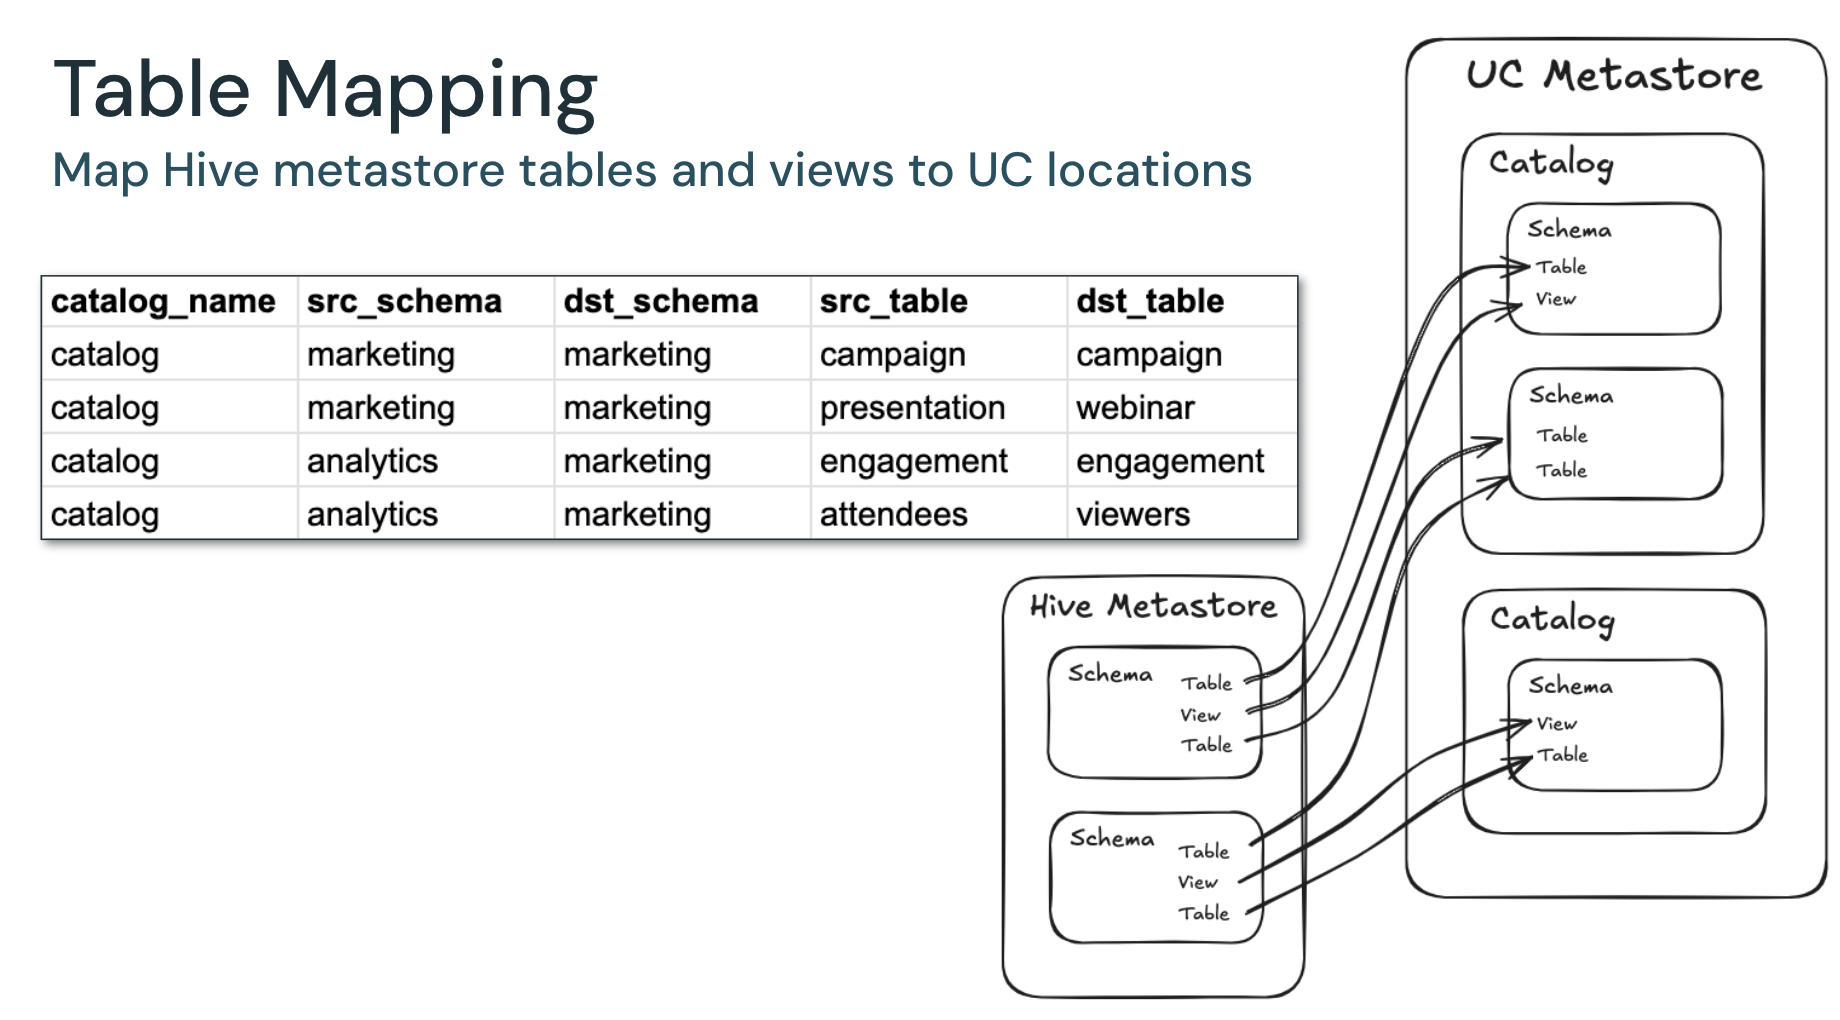 Table Mapping
Map Hive metastore tables and views to UC locations
catalog_name src_schema dst_schema src_table dst_table
catalog marketing marketing campaign campaign
catalog marketing marketing presentation webinar
catalog analytics marketing engagement engagement
catalog analytics marketing attendees viewers
Hive Metastore
Schema
Table
View
Table
Schema
Table
View
Table
UC Metastore
Catalog
Schema
Table
View
Schema
Table
Table
Catalog
Schema
View
Table